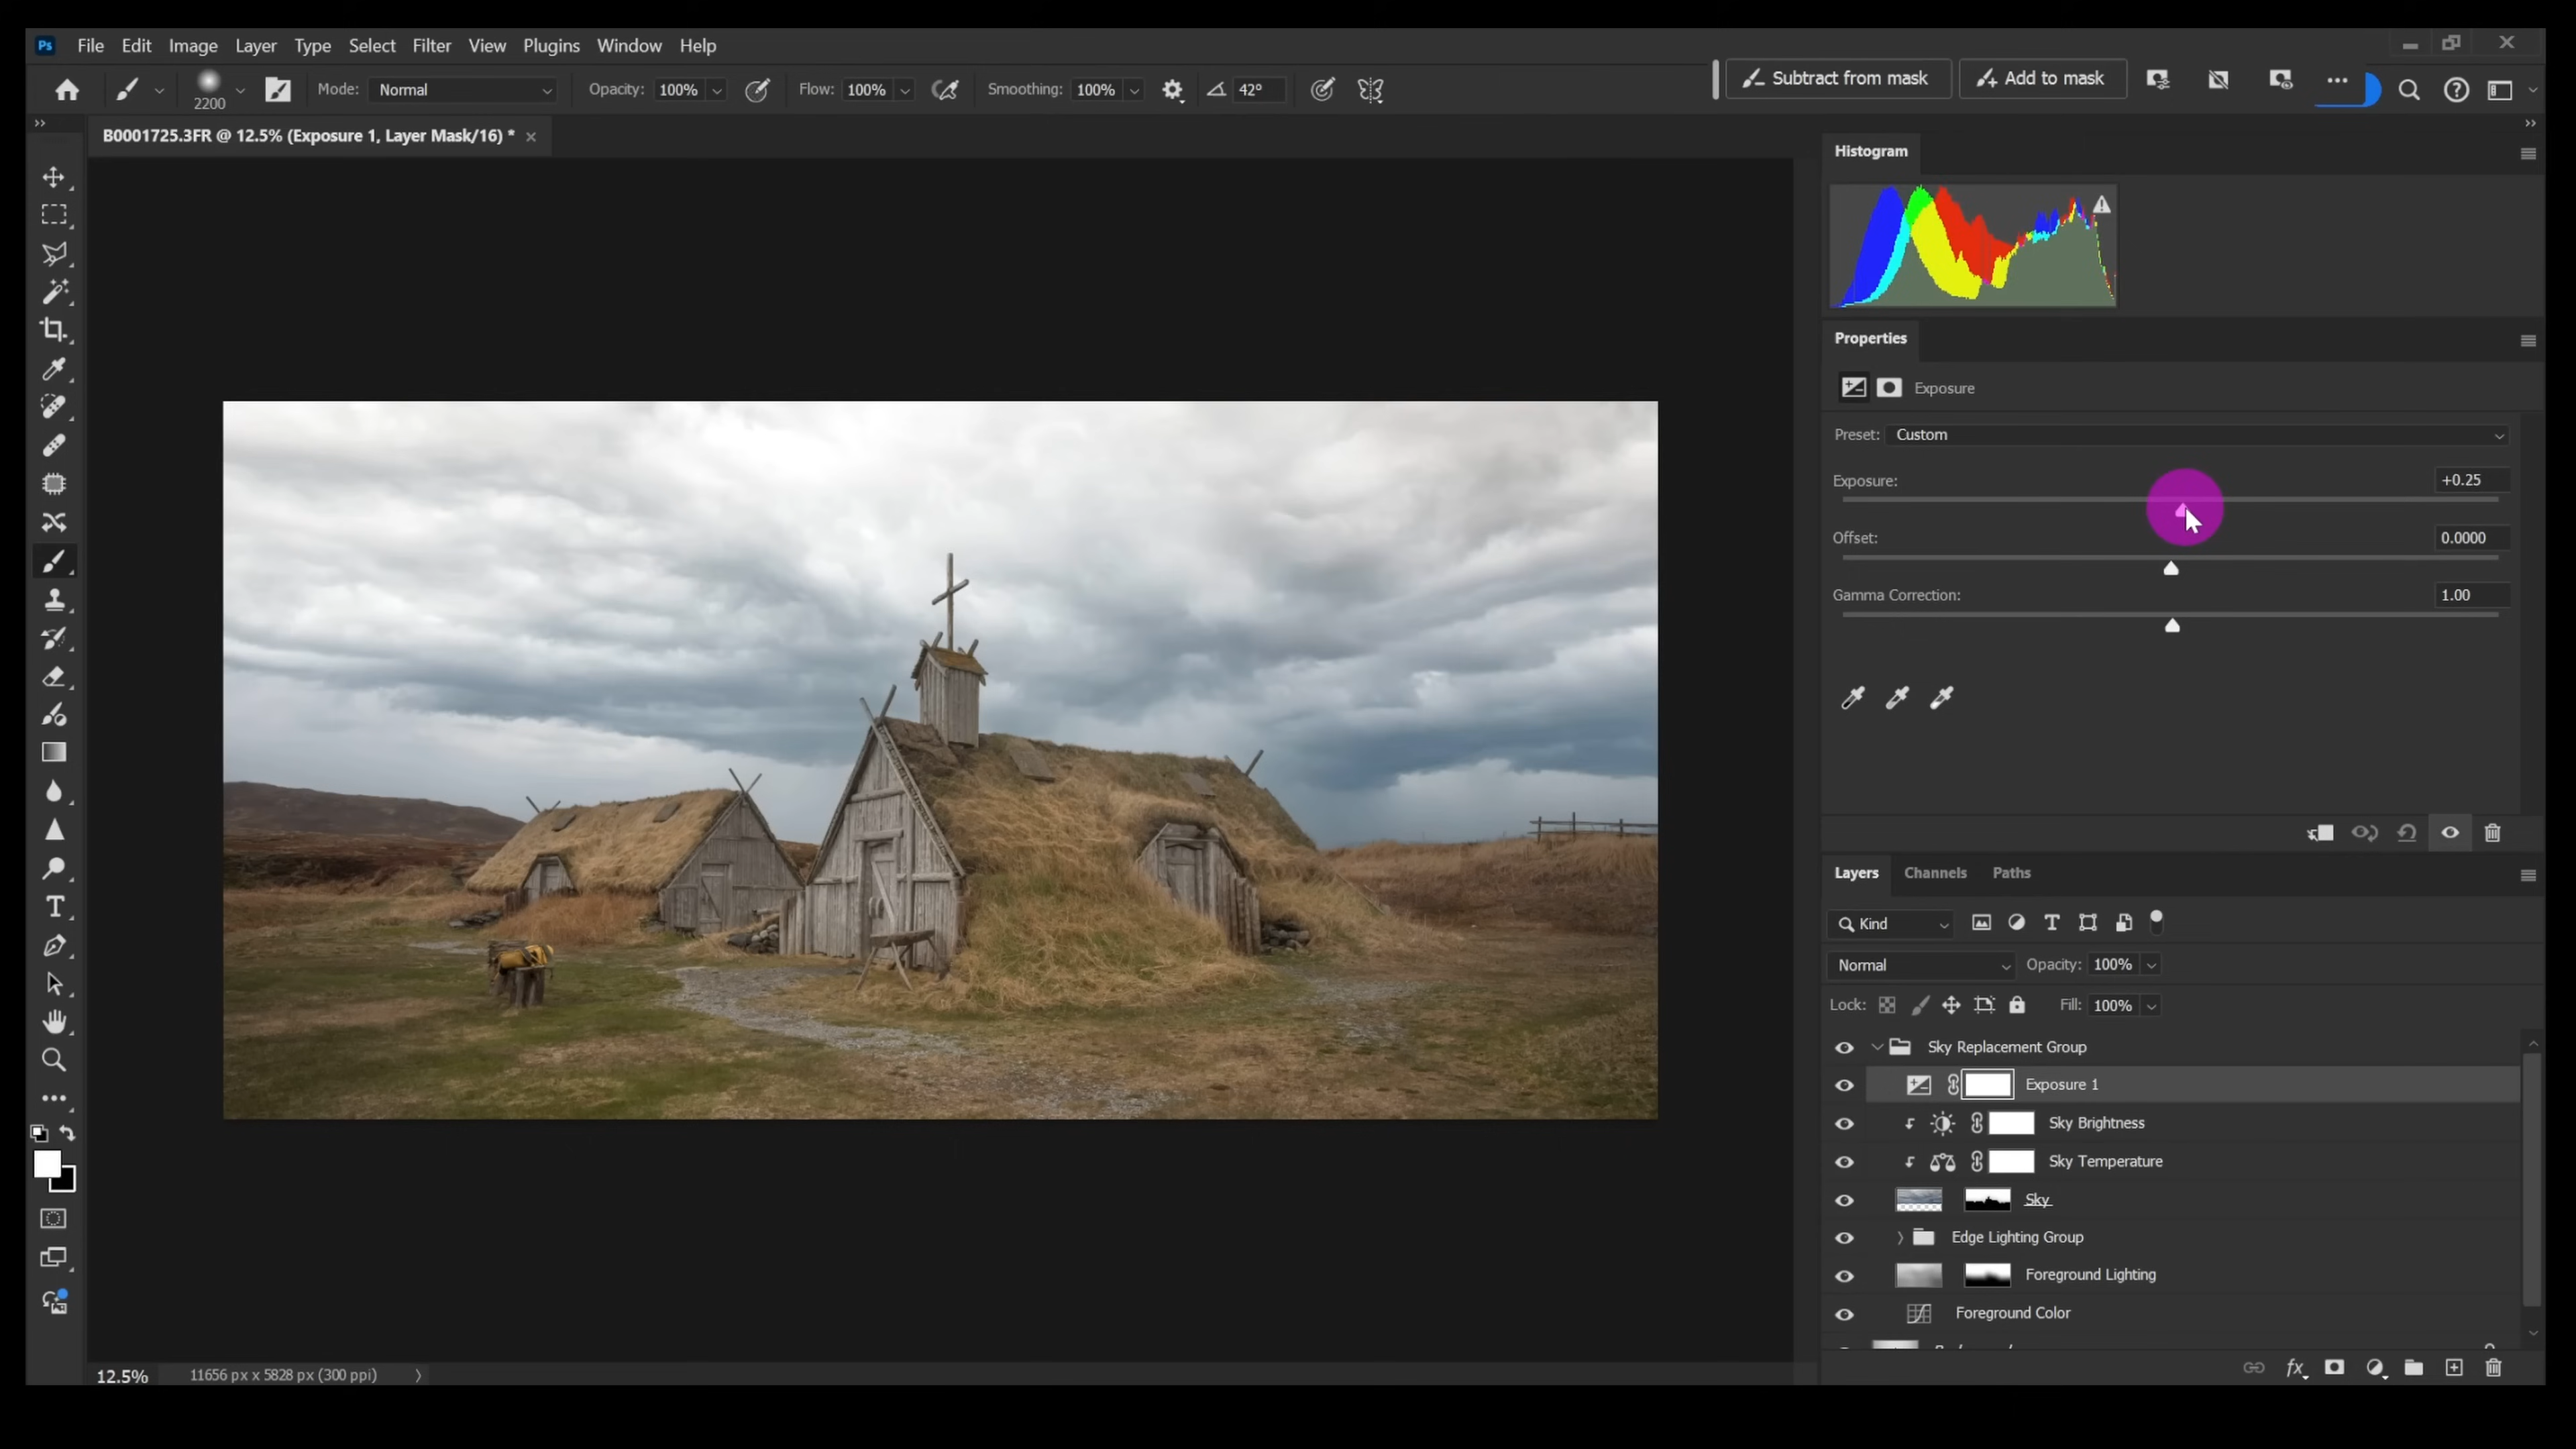 Ps File Edit Image Layer Type Select Filter View Plugins Window Help
2200 Mode: Normal Opacity: 100% Flow: 100% Smoothing: 100% 42° Subtract from mask Add to mask
B0001725.3FR @ 12.5% (Exposure 1, Layer Mask/16) * ×
Histogram
Properties
Exposure
Preset: Custom
Exposure: +0.25
Offset: 0.0000
Gamma Correction: 1.00
Layers Channels Paths
Kind
Normal Opacity: 100%
Lock: Fill: 100%
Sky Replacement Group
Exposure 1
Sky Brightness
Sky Temperature
Sky
Edge Lighting Group
Foreground Lighting
Foreground Color
12.5% 11656 px x 5828 px (300 ppi)
fx